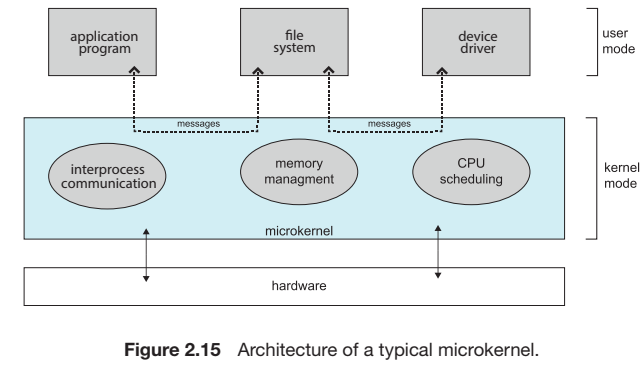 application
program
file
system
device
driver
user
mode
messages
messages
interprocess
communication
memory
managment
CPU
scheduling
kernel
mode
microkernel
hardware
Figure 2.15 Architecture of a typical microkernel.